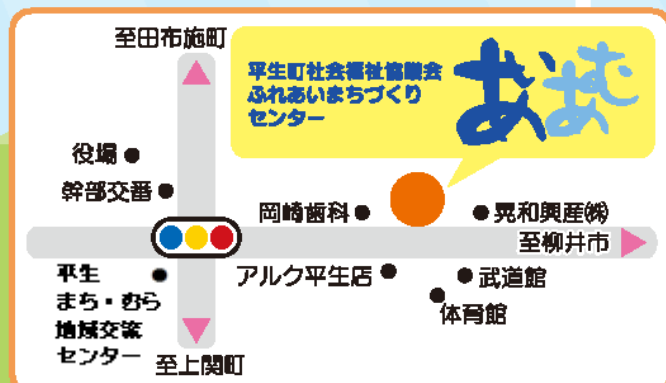 至田布施町
平生町社会福祉協議会
ふれあいまちづくり
センター
あいあむ
役場
幹部交番
岡崎歯科
晃和興産㈱
至柳井市
平生
まち・むら
地域交流
センター
アルク平生店
武道館
体育館
至上関町